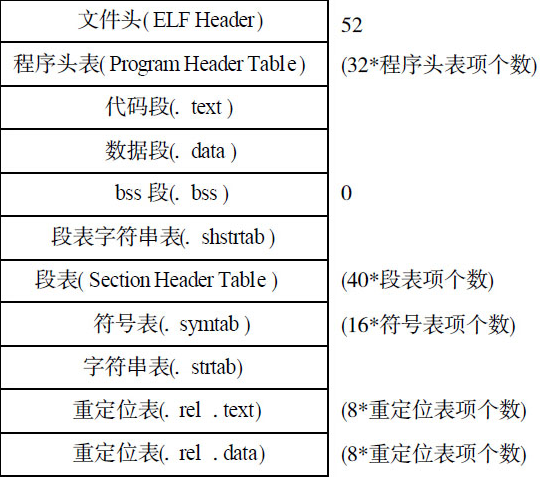 文件头(ELF Header) 52
程序头表(Program Header Table) (32*程序头表项个数)
代码段(. text)
数据段(. data)
bss 段(. bss) 0
段表字符串表(. shstrtab)
段表(Section Header Table) (40*段表项个数)
符号表(. symtab) (16*符号表项个数)
字符串表(. strtab)
重定位表(. rel . text) (8*重定位表项个数)
重定位表(. rel . data) (8*重定位表项个数)